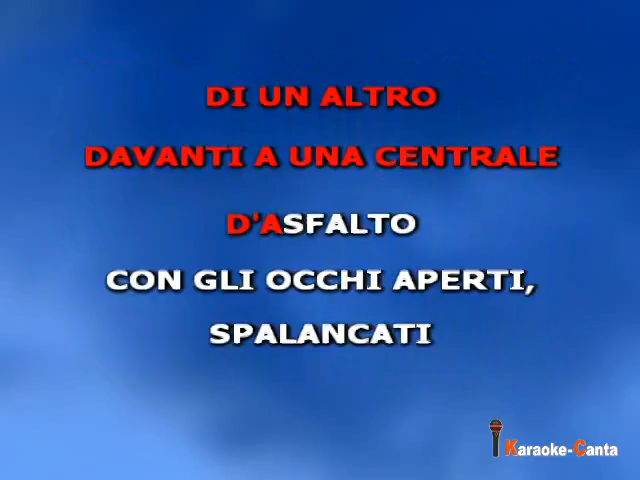 DI UN ALTRO
DAVANTI A UNA CENTRALE
D'ASFALTO
CON GLI OCCHI APERTI,
SPALANCATI
Karaoke-Canta